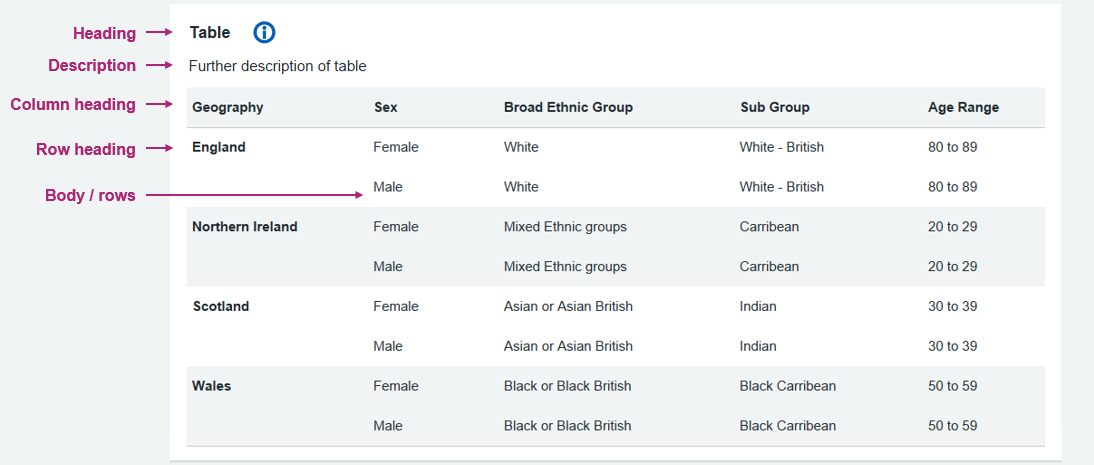 Heading Table
Description Further description of table
Column heading Geography Sex Broad Ethnic Group Sub Group Age Range
Row heading England Female White White - British 80 to 89
Body / rows Male White White - British 80 to 89
Northern Ireland Female Mixed Ethnic groups Carribean 20 to 29
Male Mixed Ethnic groups Carribean 20 to 29
Scotland Female Asian or Asian British Indian 30 to 39
Male Asian or Asian British Indian 30 to 39
Wales Female Black or Black British Black Carribean 50 to 59
Male Black or Black British Black Carribean 50 to 59